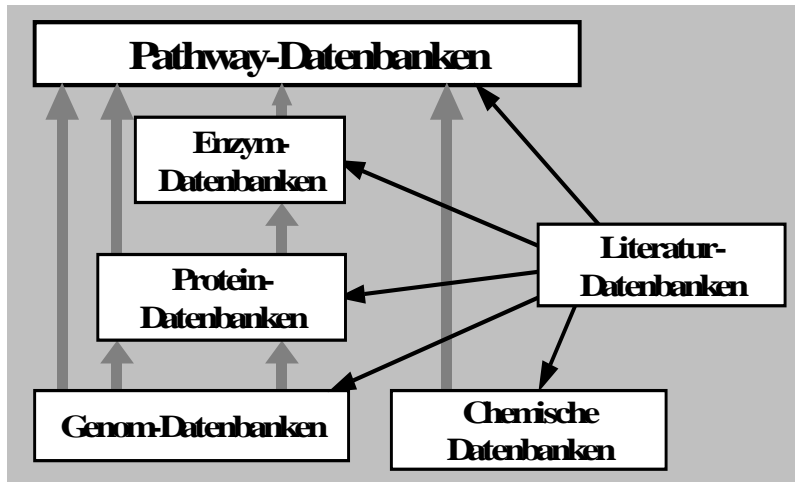 Pathway-Datenbanken
Enzym-
Datenbanken
Literatur-
Datenbanken
Protein-
Datenbanken
Genom-Datenbanken
Chemische
Datenbanken